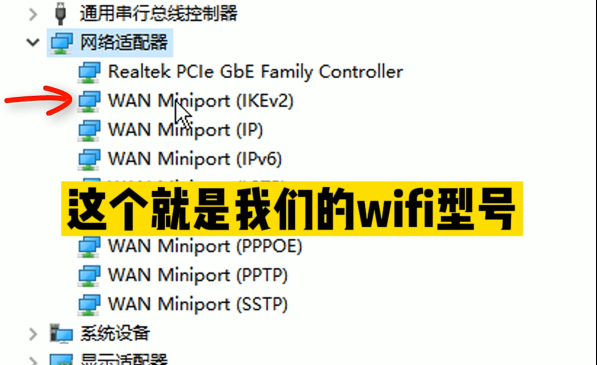 通用串行总线控制器
网络适配器
Realtek PCIe GbE Family Controller
WAN Miniport (IKEv2)
WAN Miniport (IP)
WAN Miniport (IPv6)
这个就是我们的wifi型号
WAN Miniport (PPPOE)
WAN Miniport (PPTP)
WAN Miniport (SSTP)
系统设备
显示适配器